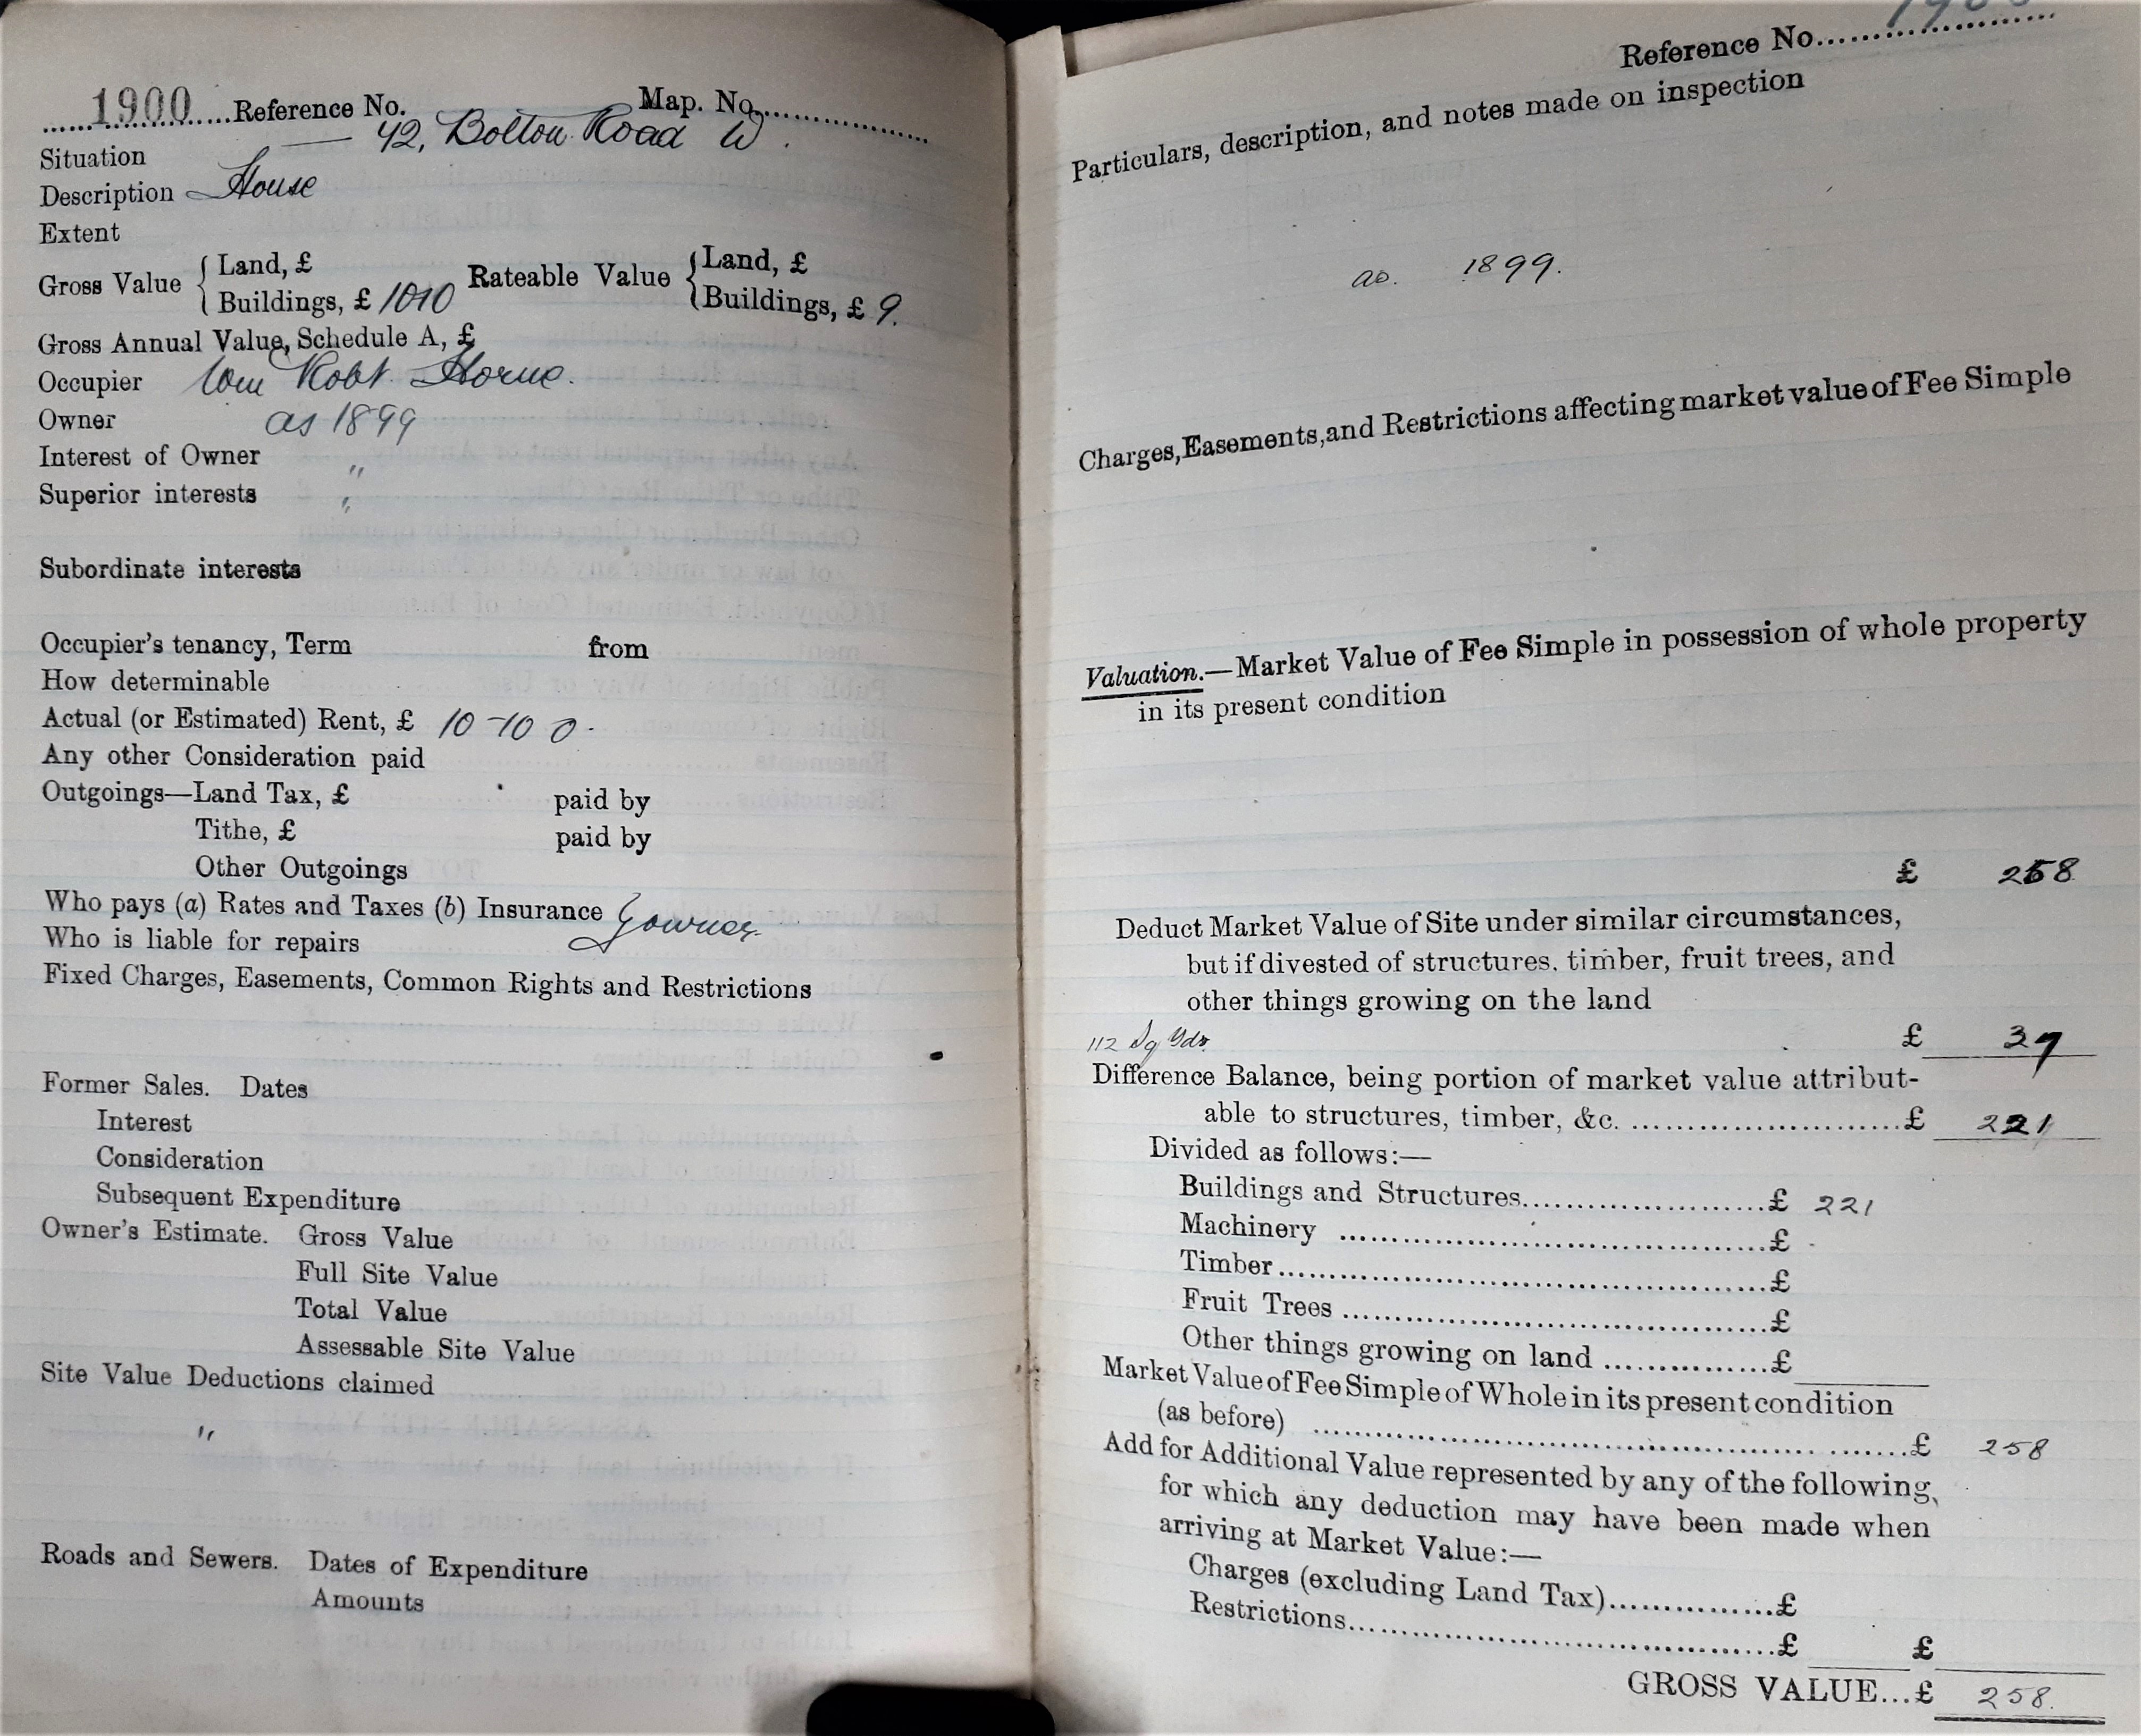 1900 Reference No. Map. No.
Situation 42, Bolton Road W.
Description House
Extent
Gross Value { Land, £ Rateable Value { Land, £
Buildings, £ 10 10 Buildings, £ 9.
Gross Annual Value, Schedule A, £
Occupier Wm Robt. Horne.
Owner as 1899
Interest of Owner "
Superior interests "
Subordinate interests
Occupier's tenancy, Term from
How determinable
Actual (or Estimated) Rent, £ 10-10 0.
Any other Consideration paid
Outgoings—Land Tax, £ paid by
Tithe, £ paid by
Other Outgoings
Who pays (a) Rates and Taxes (b) Insurance } owner
Who is liable for repairs
Fixed Charges, Easements, Common Rights and Restrictions
Former Sales. Dates
Interest
Consideration
Subsequent Expenditure
Owner's Estimate. Gross Value
Full Site Value
Total Value
Assessable Site Value
Site Value Deductions claimed
"
Roads and Sewers. Dates of Expenditure
Amounts
Reference No.
Particulars, description, and notes made on inspection
as. 1899.
Charges, Easements, and Restrictions affecting market value of Fee Simple
Valuation.—Market Value of Fee Simple in possession of whole property
in its present condition
£ 258
Deduct Market Value of Site under similar circumstances,
but if divested of structures, timber, fruit trees, and
other things growing on the land
112 Sq Yds. £ 37
Difference Balance, being portion of market value attribut-
able to structures, timber, &c. £ 221
Divided as follows:—
Buildings and Structures £ 221
Machinery £
Timber £
Fruit Trees £
Other things growing on land £
Market Value of Fee Simple of Whole in its present condition
(as before) £ 258
Add for Additional Value represented by any of the following,
for which any deduction may have been made when
arriving at Market Value:—
Charges (excluding Land Tax) £
Restrictions £ £
GROSS VALUE...£ 258.